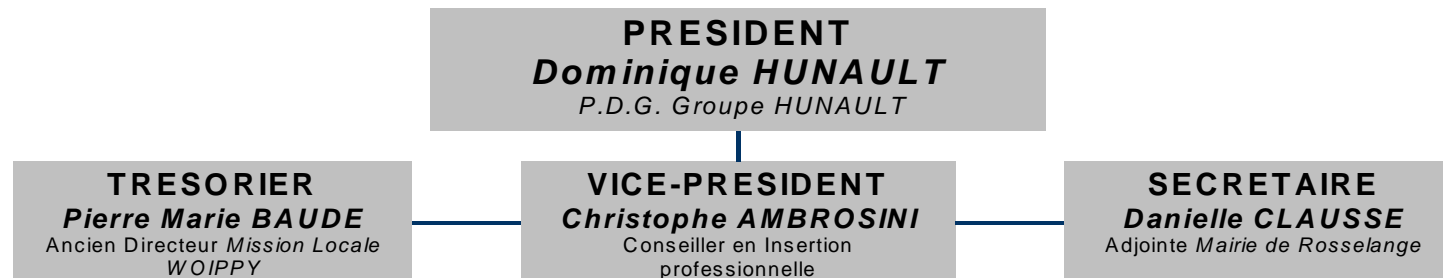 PRESIDENT
Dominique HUNAULT
P.D.G. Groupe HUNAULT
TRESORIER
Pierre Marie BAUDE
Ancien Directeur Mission Locale
WOIPPY
VICE-PRESIDENT
Christophe AMBROSINI
Conseiller en Insertion
professionnelle
SECRETAIRE
Danielle CLAUSSE
Adjointe Mairie de Rosselange